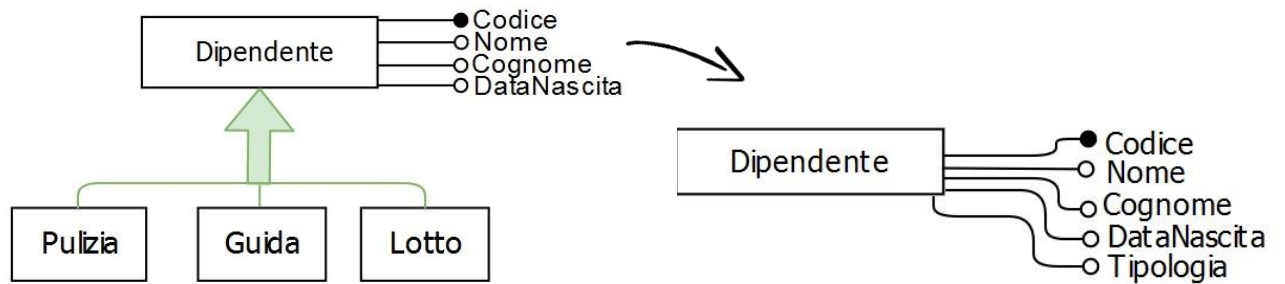 Dipendente
Codice
Nome
Cognome
DataNascita
Pulizia
Guida
Lotto
Dipendente
Codice
Nome
Cognome
DataNascita
Tipologia